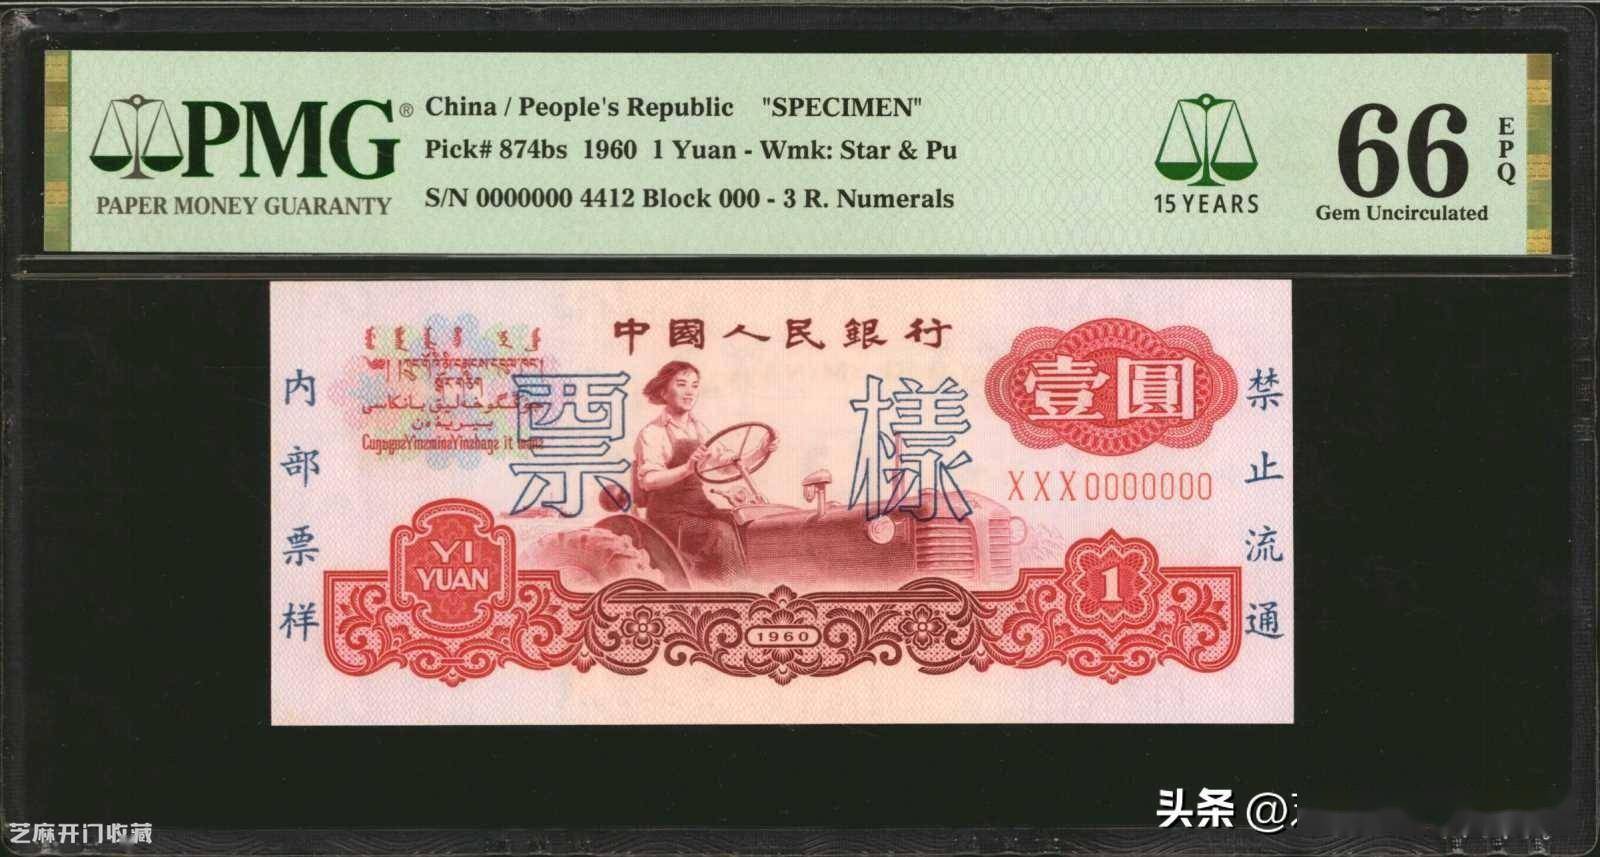 PMG®
PAPER MONEY GUARANTY
China / People's Republic "SPECIMEN"
Pick# 874bs 1960 1 Yuan - Wmk: Star & Pu
S/N 0000000 4412 Block 000 - 3 R. Numerals
15 YEARS
66
EPQ
Gem Uncirculated
中國人民銀行
壹圓
票樣
内部票样
禁止流通
XXX0000000
YI
YUAN
1960
1
头条 @
芝麻开门收藏